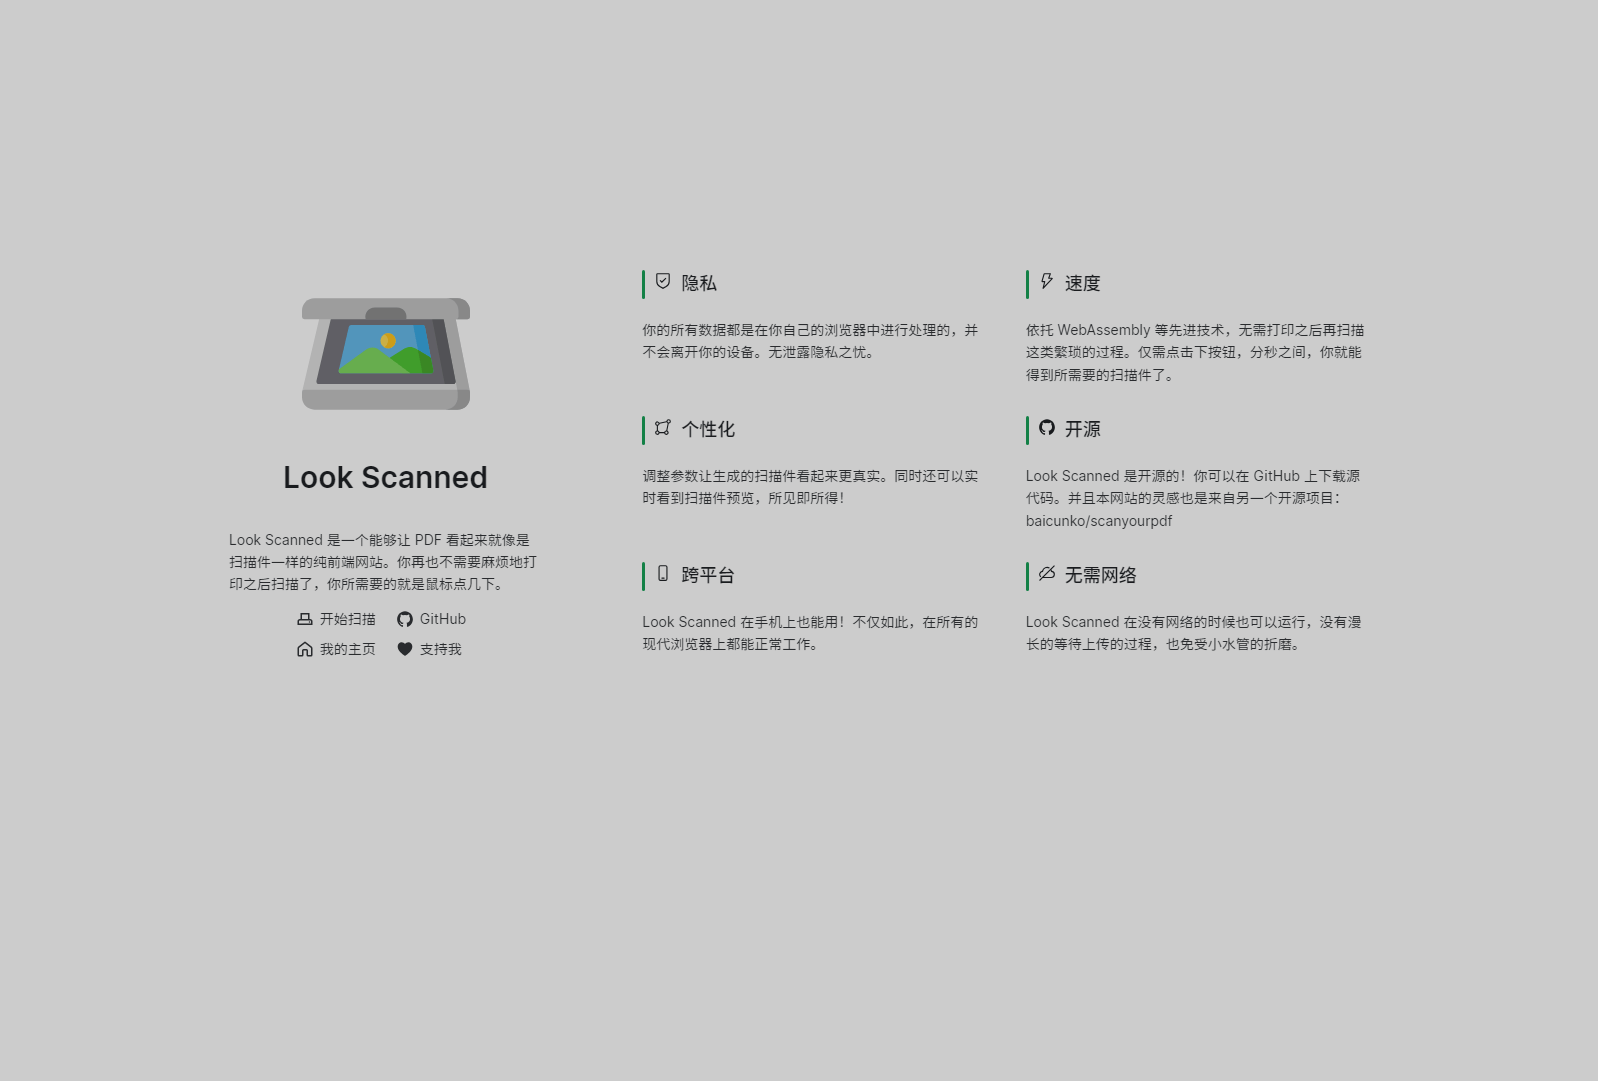 Look Scanned
Look Scanned 是一个能够让 PDF 看起来就像是
扫描件一样的纯前端网站。你再也不需要麻烦地打
印之后扫描了，你所需要的就是鼠标点几下。
开始扫描 GitHub
我的主页 支持我
隐私
你的所有数据都是在你自己的浏览器中进行处理的，并
不会离开你的设备。无泄露隐私之忧。
速度
依托 WebAssembly 等先进技术，无需打印之后再扫描
这类繁琐的过程。仅需点击下按钮，分秒之间，你就能
得到所需要的扫描件了。
个性化
调整参数让生成的扫描件看起来更真实。同时还可以实
时看到扫描件预览，所见即所得！
开源
Look Scanned 是开源的！你可以在 GitHub 上下载源
代码。并且本网站的灵感也是来自另一个开源项目：
baicunko/scanyourpdf
跨平台
Look Scanned 在手机上也能用！不仅如此，在所有的
现代浏览器上都能正常工作。
无需网络
Look Scanned 在没有网络的时候也可以运行，没有漫
长的等待上传的过程，也免受小水管的折磨。